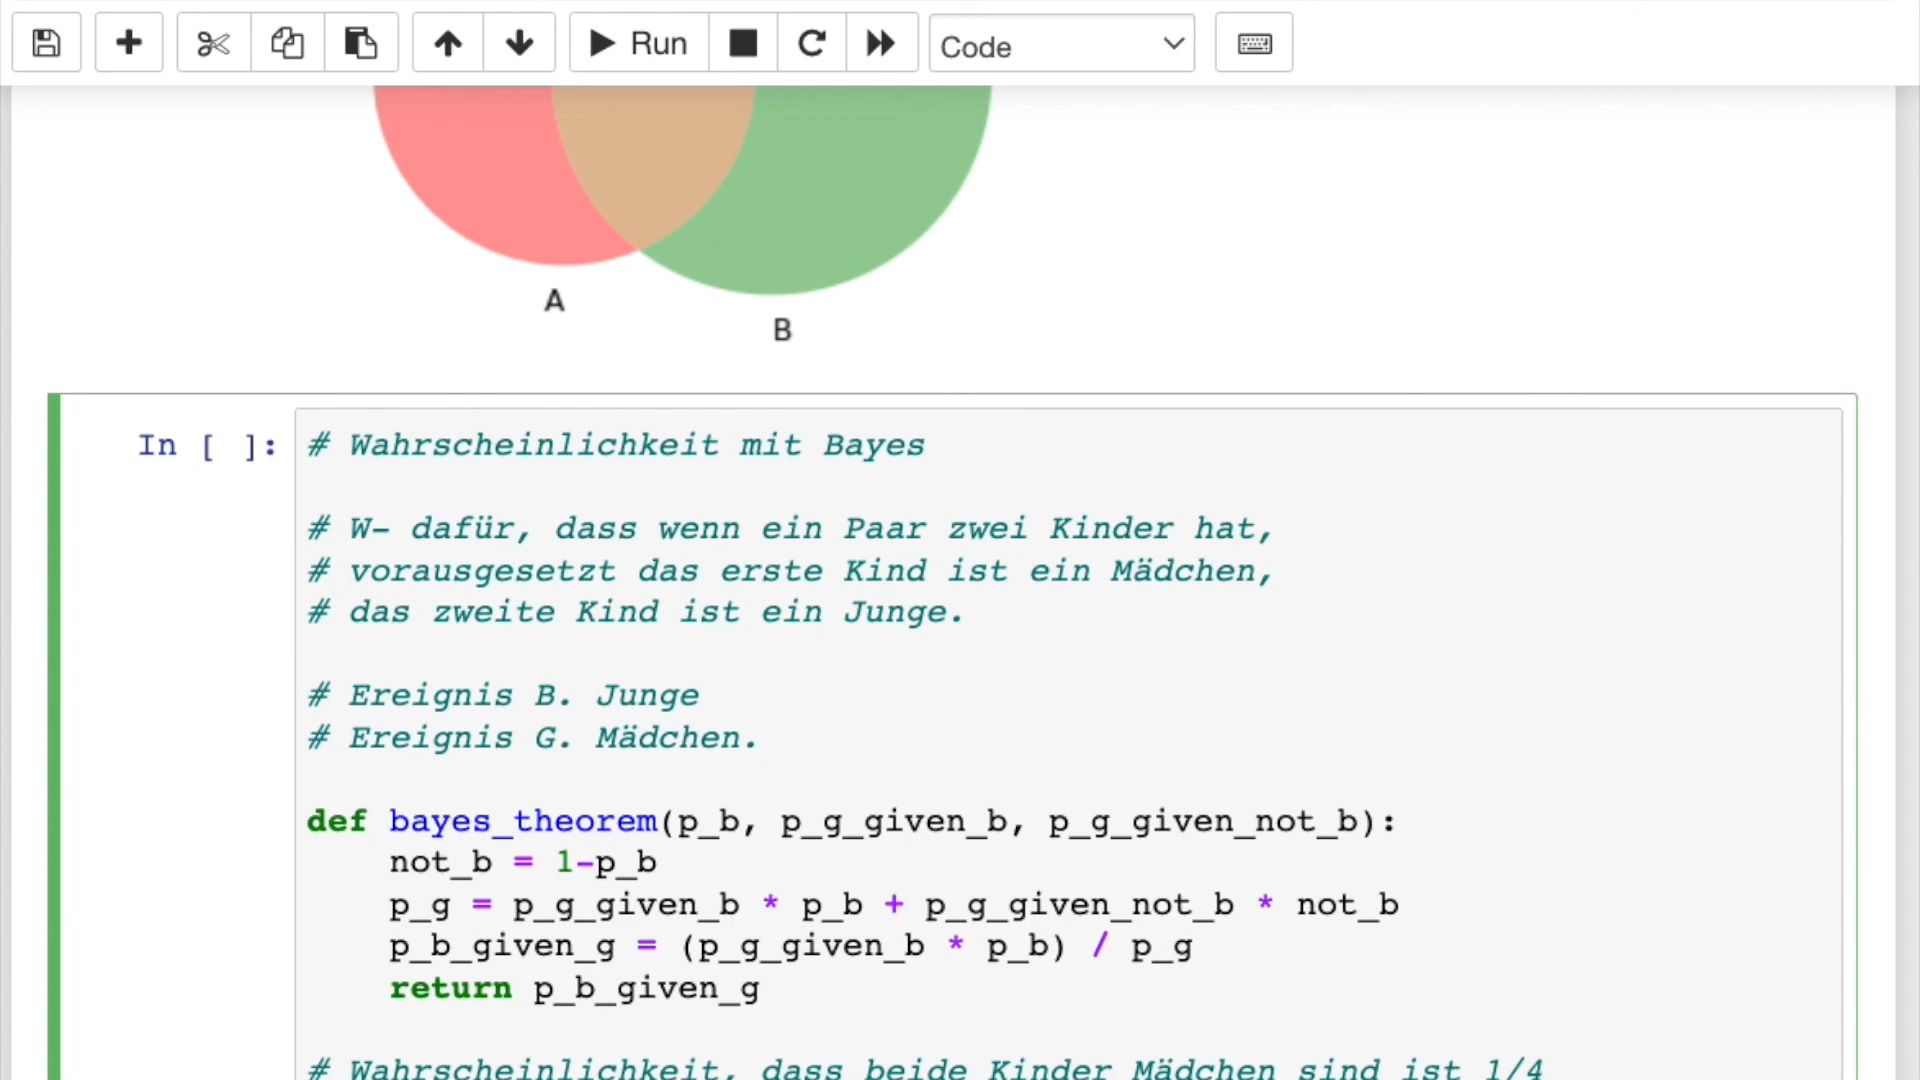 Run
Code
A
B
In [ ]:
# Wahrscheinlichkeit mit Bayes
# W- dafür, dass wenn ein Paar zwei Kinder hat,
# vorausgesetzt das erste Kind ist ein Mädchen,
# das zweite Kind ist ein Junge.
# Ereignis B. Junge
# Ereignis G. Mädchen.
def bayes_theorem(p_b, p_g_given_b, p_g_given_not_b):
    not_b = 1-p_b
    p_g = p_g_given_b * p_b + p_g_given_not_b * not_b
    p_b_given_g = (p_g_given_b * p_b) / p_g
    return p_b_given_g
# Wahrscheinlichkeit, dass beide Kinder Mädchen sind ist 1/4